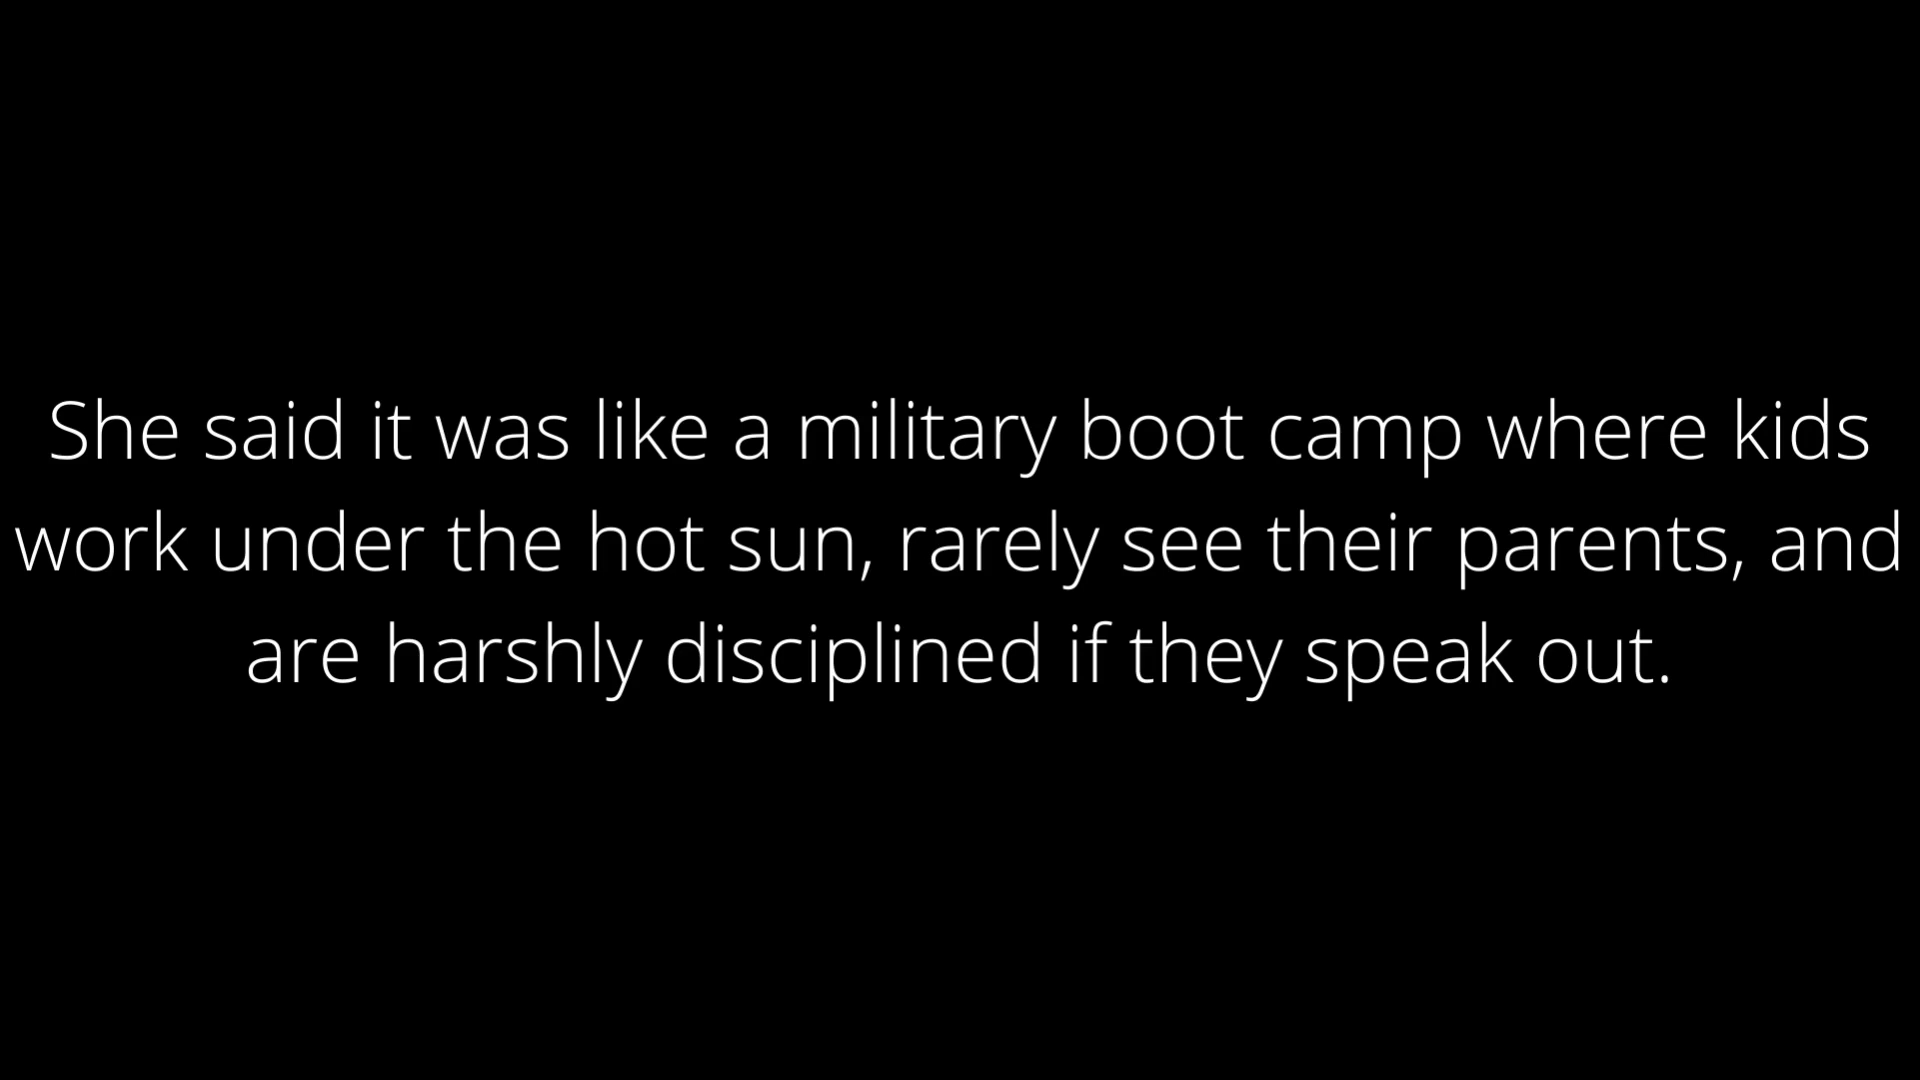 She said it was like a military boot camp where kids
work under the hot sun, rarely see their parents, and
are harshly disciplined if they speak out.